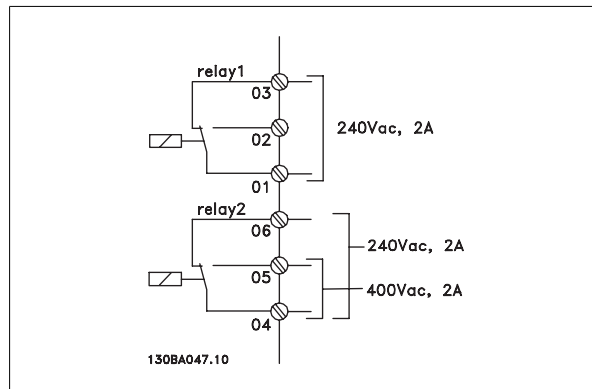 relay1
03
02
240Vac, 2A
01
relay2
06
240Vac, 2A
05
400Vac, 2A
04
130BA047.10